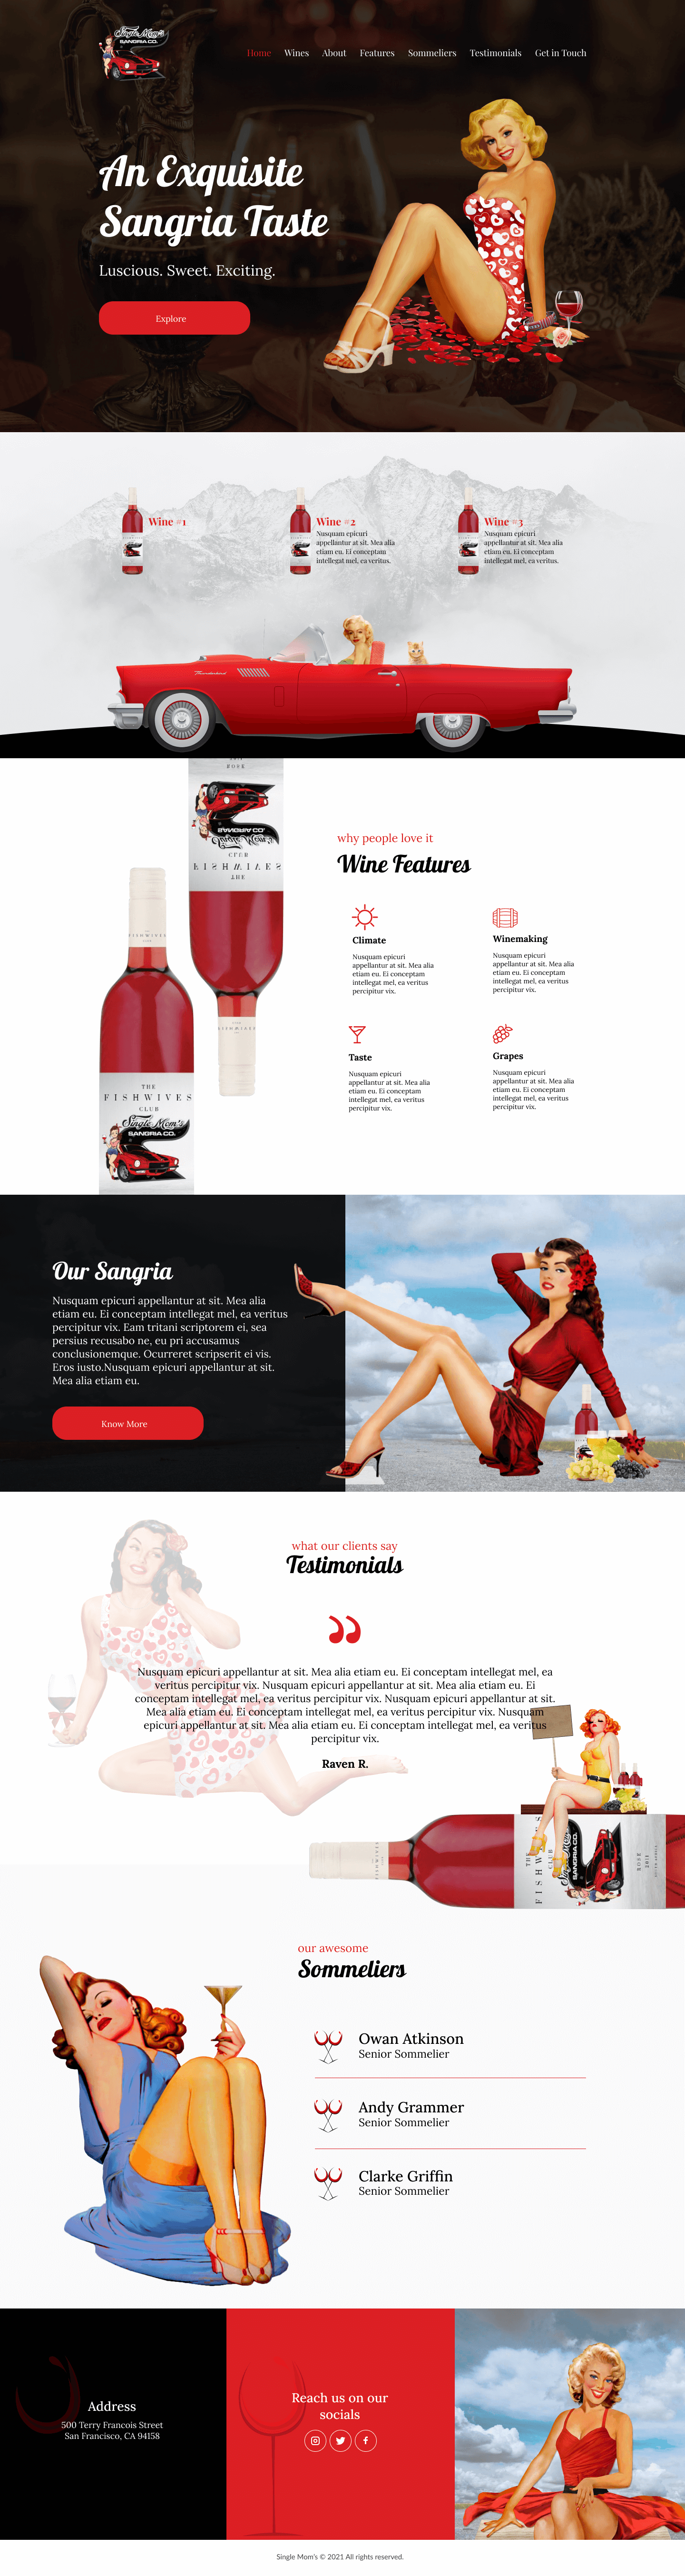 Single Mom's
SANGRIA CO.
Home Wines About Features Sommeliers Testimonials Get in Touch
An Exquisite
Sangria Taste
Luscious. Sweet. Exciting.
Explore
Wine #1
Wine #2
Nusquam epicuri
appellantur at sit. Mea alia
etiam eu. Ei conceptam
intellegat mel, ea veritus.
Wine #3
Nusquam epicuri
appellantur at sit. Mea alia
etiam eu. Ei conceptam
intellegat mel, ea veritus.
Thunderbird
ROSE
Single Mom's
SANGRIA CO.
CLUB
FISHWIVES
THE
FISHWIVES
FISHWIVES
THE
FISHWIVES
CLUB
Single Mom's
SANGRIA CO.
why people love it
Wine Features
Climate
Nusquam epicuri
appellantur at sit. Mea alia
etiam eu. Ei conceptam
intellegat mel, ea veritus
percipitur vix.
Winemaking
Nusquam epicuri
appellantur at sit. Mea alia
etiam eu. Ei conceptam
intellegat mel, ea veritus
percipitur vix.
Taste
Nusquam epicuri
appellantur at sit. Mea alia
etiam eu. Ei conceptam
intellegat mel, ea veritus
percipitur vix.
Grapes
Nusquam epicuri
appellantur at sit. Mea alia
etiam eu. Ei conceptam
intellegat mel, ea veritus
percipitur vix.
Our Sangria
Nusquam epicuri appellantur at sit. Mea alia
etiam eu. Ei conceptam intellegat mel, ea veritus
percipitur vix. Eam tritani scriptorem ei, sea
persius recusabo ne, eu pri accusamus
conclusionemque. Ocurreret scripserit ei vis.
Eros iusto.Nusquam epicuri appellantur at sit.
Mea alia etiam eu.
Know More
what our clients say
Testimonials
Nusquam epicuri appellantur at sit. Mea alia etiam eu. Ei conceptam intellegat mel, ea
veritus percipitur vix. Nusquam epicuri appellantur at sit. Mea alia etiam eu. Ei
conceptam intellegat mel, ea veritus percipitur vix. Nusquam epicuri appellantur at sit.
Mea alia etiam eu. Ei conceptam intellegat mel, ea veritus percipitur vix. Nusquam
epicuri appellantur at sit. Mea alia etiam eu. Ei conceptam intellegat mel, ea veritus
percipitur vix.
Raven R.
THE
SANGRIA CO.
ROSE
our awesome
Sommeliers
Owan Atkinson
Senior Sommelier
Andy Grammer
Senior Sommelier
Clarke Griffin
Senior Sommelier
Address
500 Terry Francois Street
San Francisco, CA 94158
Reach us on our
socials
Single Mom's © 2021 All rights reserved.